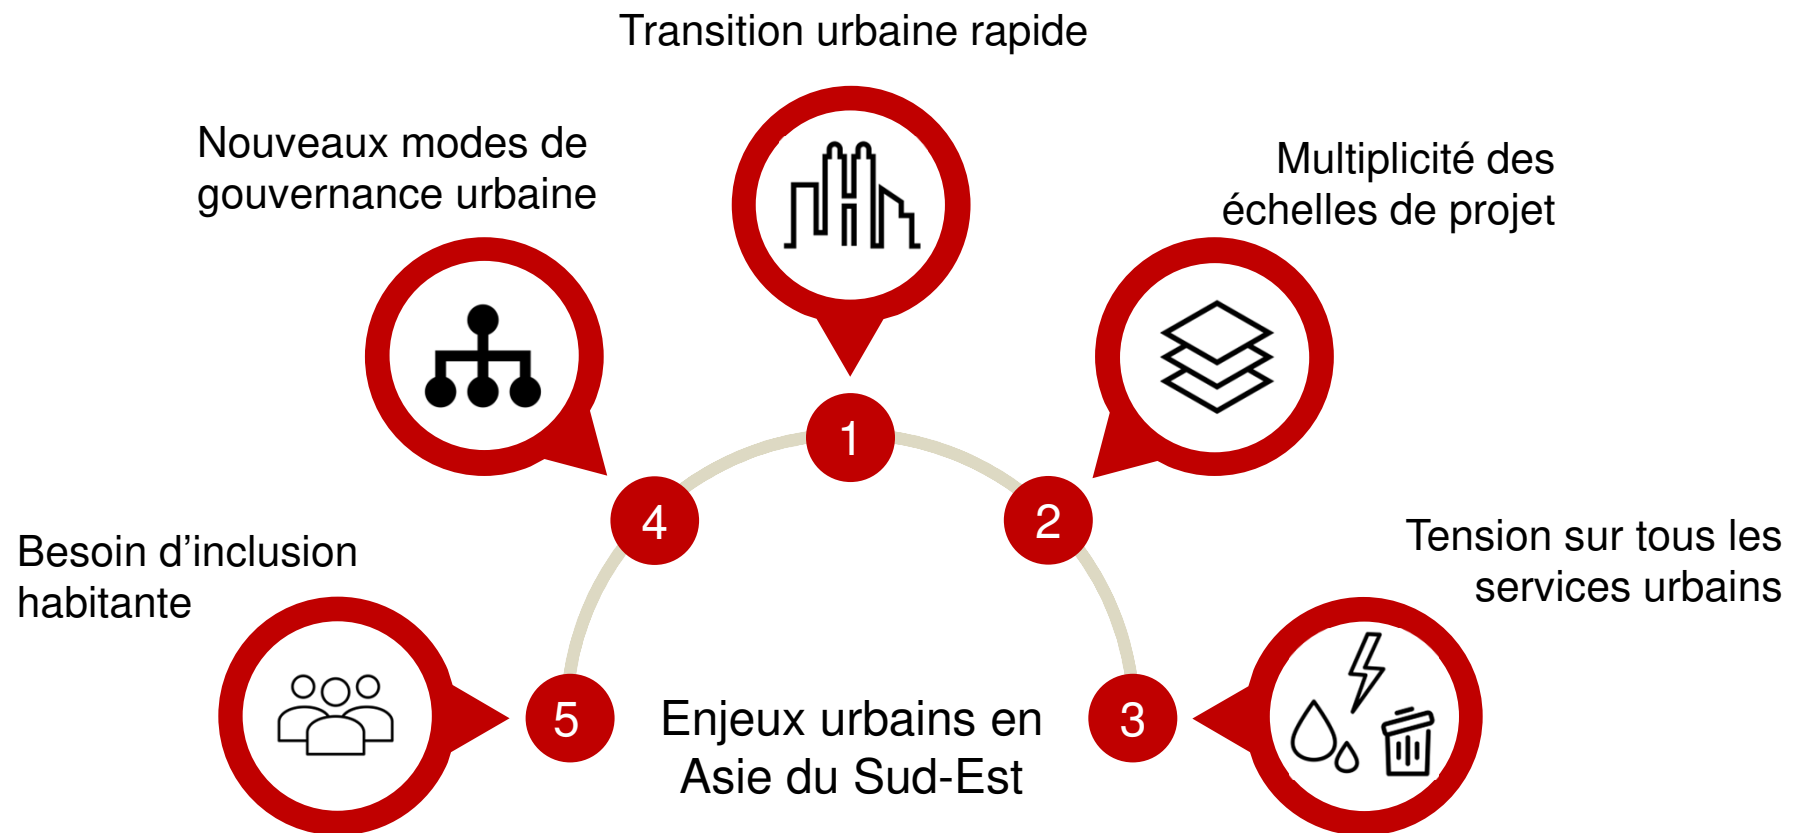 Transition urbaine rapide
Nouveaux modes de
gouvernance urbaine
Multiplicité des
échelles de projet
1
4
2
Besoin d’inclusion
habitante
Tension sur tous les
services urbains
5
Enjeux urbains en
Asie du Sud-Est
3